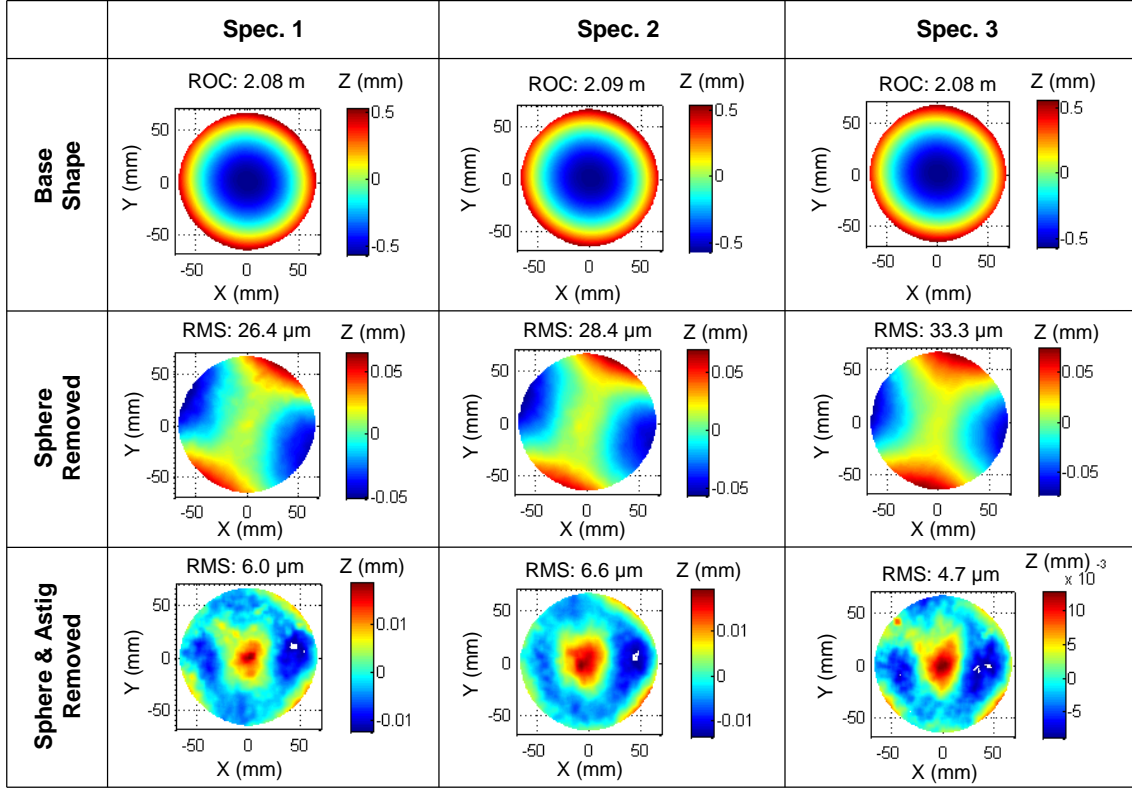 Spec. 1
Spec. 2
Spec. 3
Base
Shape
ROC: 2.08 m
Z (mm)
0.5
0
-0.5
50
0
-50
Y (mm)
-50 0 50
X (mm)
ROC: 2.09 m
Z (mm)
0.5
0
-0.5
50
0
-50
Y (mm)
-50 0 50
X (mm)
ROC: 2.08 m
Z (mm)
0.5
0
-0.5
50
0
-50
Y (mm)
-50 0 50
X (mm)
Sphere
Removed
RMS: 26.4 µm
Z (mm)
0.05
0
-0.05
50
0
-50
Y (mm)
-50 0 50
X (mm)
RMS: 28.4 µm
Z (mm)
0.05
0
-0.05
50
0
-50
Y (mm)
-50 0 50
X (mm)
RMS: 33.3 µm
Z (mm)
0.05
0
-0.05
50
0
-50
Y (mm)
-50 0 50
X (mm)
Sphere & Astig
Removed
RMS: 6.0 µm
Z (mm)
0.01
0
-0.01
50
0
-50
Y (mm)
-50 0 50
X (mm)
RMS: 6.6 µm
Z (mm)
0.01
0
-0.01
50
0
-50
Y (mm)
-50 0 50
X (mm)
RMS: 4.7 µm
Z (mm)
x 10 -3
10
5
0
-5
50
0
-50
Y (mm)
-50 0 50
X (mm)